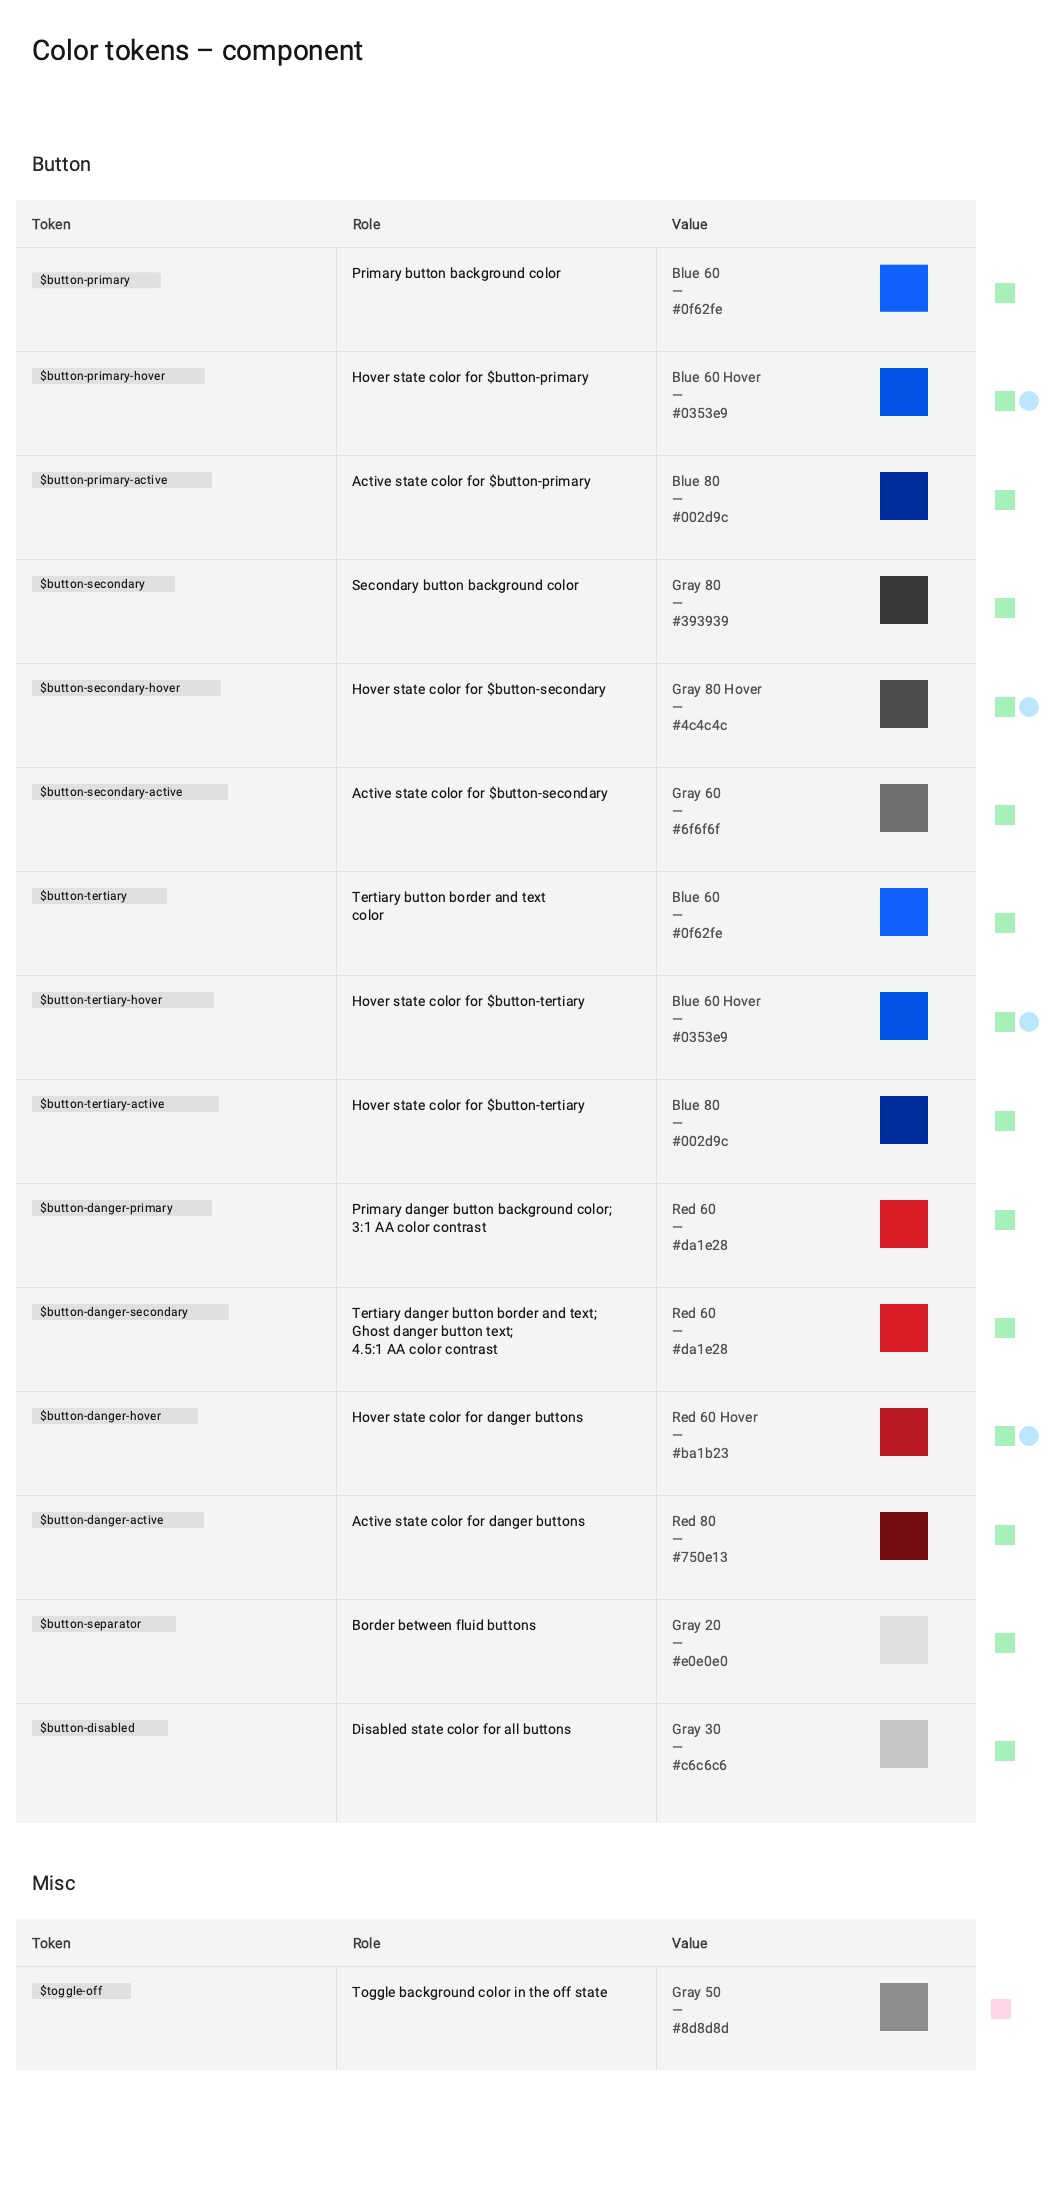 Color tokens – component
Button
Token Role Value
$button-primary Primary button background color Blue 60
—
#0f62fe
$button-primary-hover Hover state color for $button-primary Blue 60 Hover
—
#0353e9
$button-primary-active Active state color for $button-primary Blue 80
—
#002d9c
$button-secondary Secondary button background color Gray 80
—
#393939
$button-secondary-hover Hover state color for $button-secondary Gray 80 Hover
—
#4c4c4c
$button-secondary-active Active state color for $button-secondary Gray 60
—
#6f6f6f
$button-tertiary Tertiary button border and text Blue 60
color —
#0f62fe
$button-tertiary-hover Hover state color for $button-tertiary Blue 60 Hover
—
#0353e9
$button-tertiary-active Hover state color for $button-tertiary Blue 80
—
#002d9c
$button-danger-primary Primary danger button background color; Red 60
3:1 AA color contrast —
#da1e28
$button-danger-secondary Tertiary danger button border and text; Red 60
Ghost danger button text; —
4.5:1 AA color contrast #da1e28
$button-danger-hover Hover state color for danger buttons Red 60 Hover
—
#ba1b23
$button-danger-active Active state color for danger buttons Red 80
—
#750e13
$button-separator Border between fluid buttons Gray 20
—
#e0e0e0
$button-disabled Disabled state color for all buttons Gray 30
—
#c6c6c6
Misc
Token Role Value
$toggle-off Toggle background color in the off state Gray 50
—
#8d8d8d